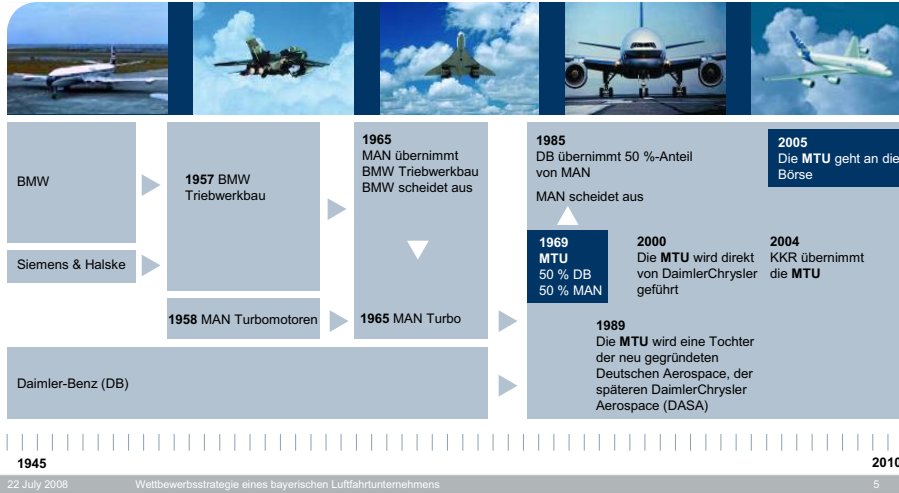 BMW
Siemens & Halske
1957 BMW
Triebwerkbau
1958 MAN Turbomotoren
1965
MAN übernimmt
BMW Triebwerkbau
BMW scheidet aus
1965 MAN Turbo
Daimler-Benz (DB)
1985
DB übernimmt 50 %-Anteil
von MAN
MAN scheidet aus
1969
MTU
50 % DB
50 % MAN
2000
Die MTU wird direkt
von DaimlerChrysler
geführt
2004
KKR übernimmt
die MTU
2005
Die MTU geht an die
Börse
1989
Die MTU wird eine Tochter
der neu gegründeten
Deutschen Aerospace, der
späteren DaimlerChrysler
Aerospace (DASA)
1945
2010
22 July 2008
Wettbewerbsstrategie eines bayerischen Luftfahrtunternehmens
5